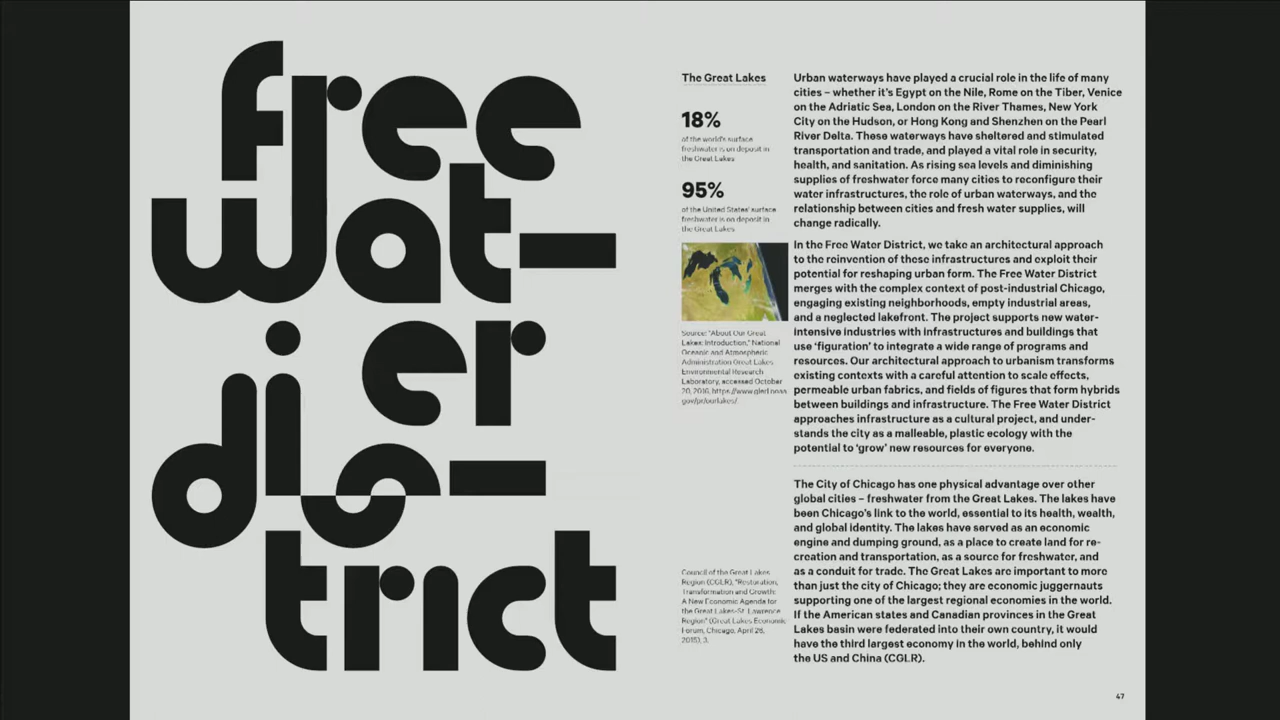 free
wat–
er
dis–
trict
The Great Lakes
18%
of the world's surface
freshwater is on deposit in
the Great Lakes
95%
of the United States' surface
freshwater is on deposit in
the Great Lakes
Source: "About Our Great
Lakes: Introduction," National
Oceanic and Atmospheric
Administration Great Lakes
Environmental Research
Laboratory, accessed October
20, 2016, https://www.glerl.noaa.
gov/pr/ourlakes/
Council of the Great Lakes
Region (CGLR), "Restoration,
Transformation and Growth:
A New Economic Agenda for
the Great Lakes-St. Lawrence
Region" (Great Lakes Economic
Forum, Chicago, April 26,
2015), 3.
Urban waterways have played a crucial role in the life of many
cities – whether it's Egypt on the Nile, Rome on the Tiber, Venice
on the Adriatic Sea, London on the River Thames, New York
City on the Hudson, or Hong Kong and Shenzhen on the Pearl
River Delta. These waterways have sheltered and stimulated
transportation and trade, and played a vital role in security,
health, and sanitation. As rising sea levels and diminishing
supplies of freshwater force many cities to reconfigure their
water infrastructures, the role of urban waterways, and the
relationship between cities and fresh water supplies, will
change radically.
In the Free Water District, we take an architectural approach
to the reinvention of these infrastructures and exploit their
potential for reshaping urban form. The Free Water District
merges with the complex context of post-industrial Chicago,
engaging existing neighborhoods, empty industrial areas,
and a neglected lakefront. The project supports new water-
intensive industries with infrastructures and buildings that
use 'figuration' to integrate a wide range of programs and
resources. Our architectural approach to urbanism transforms
existing contexts with a careful attention to scale effects,
permeable urban fabrics, and fields of figures that form hybrids
between buildings and infrastructure. The Free Water District
approaches infrastructure as a cultural project, and under-
stands the city as a malleable, plastic ecology with the
potential to 'grow' new resources for everyone.
The City of Chicago has one physical advantage over other
global cities – freshwater from the Great Lakes. The lakes have
been Chicago's link to the world, essential to its health, wealth,
and global identity. The lakes have served as an economic
engine and dumping ground, as a place to create land for re-
creation and transportation, as a source for freshwater, and
as a conduit for trade. The Great Lakes are important to more
than just the city of Chicago; they are economic juggernauts
supporting one of the largest regional economies in the world.
If the American states and Canadian provinces in the Great
Lakes basin were federated into their own country, it would
have the third largest economy in the world, behind only
the US and China (CGLR).
47